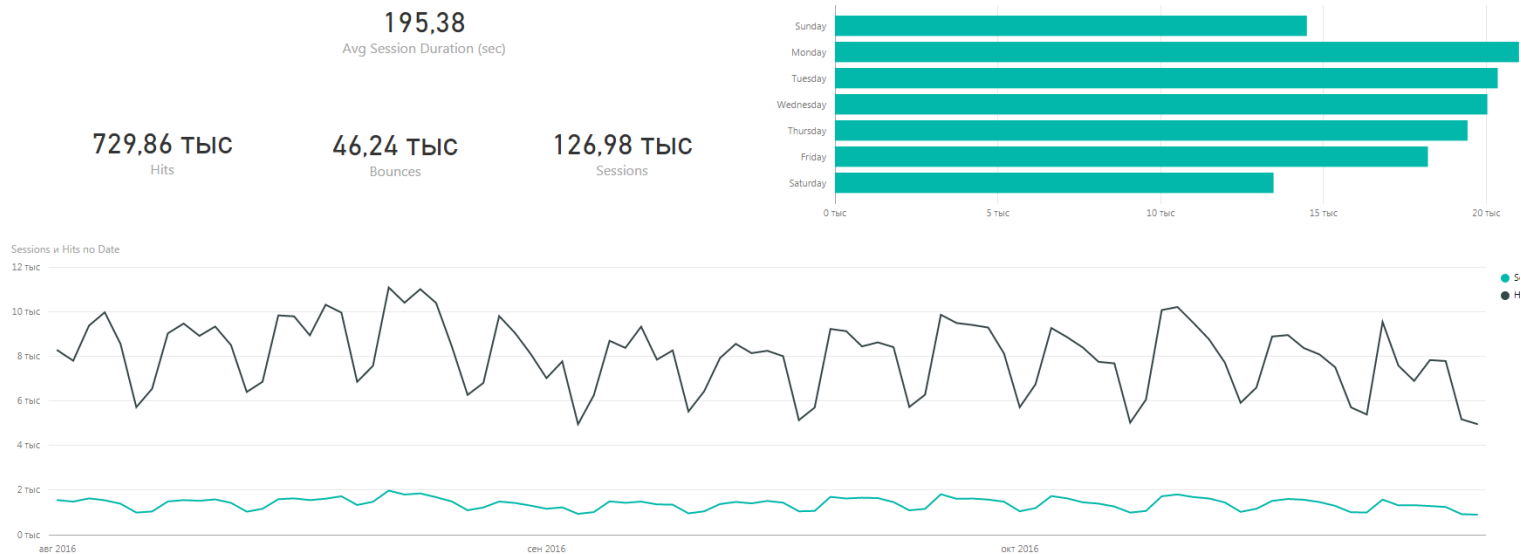 195,38
Avg Session Duration (sec)
729,86 тыс
Hits
46,24 тыс
Bounces
126,98 тыс
Sessions
Sunday
Monday
Tuesday
Wednesday
Thursday
Friday
Saturday
0 тыс
5 тыс
10 тыс
15 тыс
20 тыс
Sessions и Hits по Date
12 тыс
10 тыс
8 тыс
6 тыс
4 тыс
2 тыс
0 тыс
авг 2016
сен 2016
окт 2016